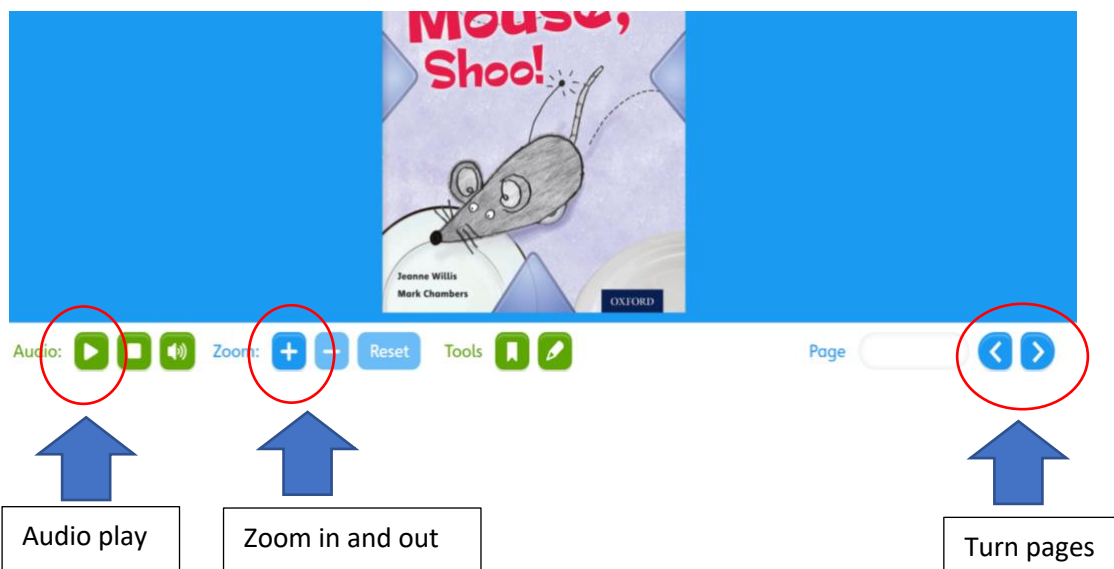 Mouse,
Shoo!
Jeanne Willis
Mark Chambers
OXFORD
Audio: Zoom: Reset Tools Page
Audio play Zoom in and out Turn pages